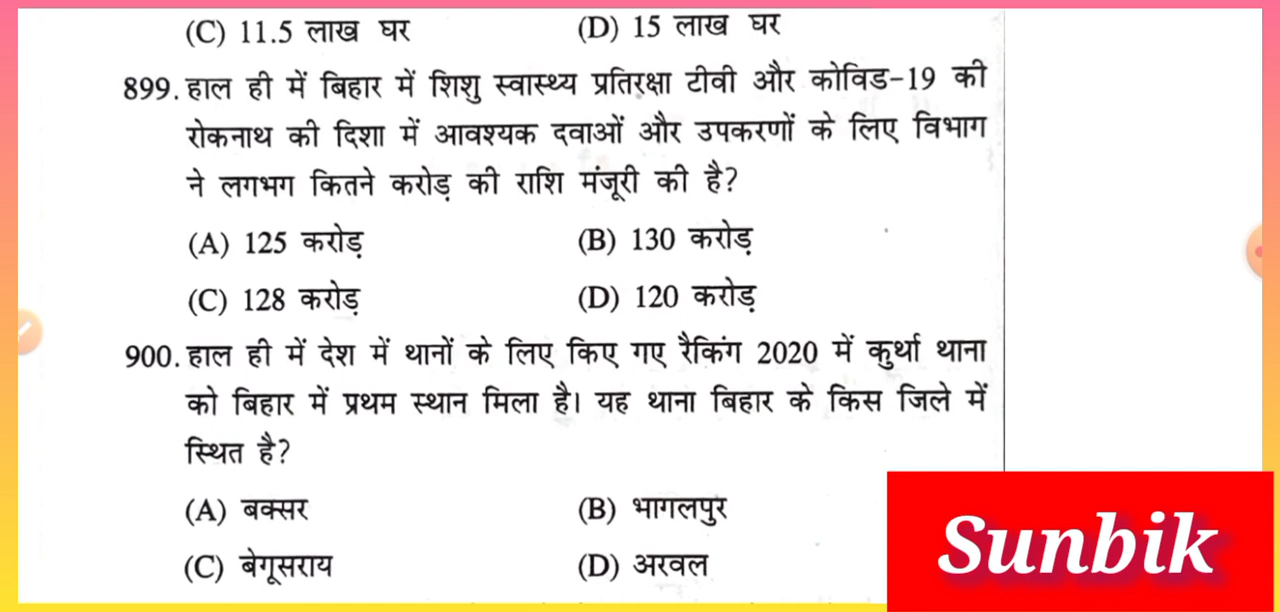 (C) 11.5 लाख घर (D) 15 लाख घर
899. हाल ही में बिहार में शिशु स्वास्थ्य प्रतिरक्षा टीवी और कोविड-19 की
रोकनाथ की दिशा में आवश्यक दवाओं और उपकरणों के लिए विभाग
ने लगभग कितने करोड़ की राशि मंजूरी की है?
(A) 125 करोड़ (B) 130 करोड़
(C) 128 करोड़ (D) 120 करोड़
900. हाल ही में देश में थानों के लिए किए गए रैकिंग 2020 में कुर्था थाना
को बिहार में प्रथम स्थान मिला है। यह थाना बिहार के किस जिले में
स्थित है?
(A) बक्सर (B) भागलपुर
(C) बेगूसराय (D) अरवल
Sunbik